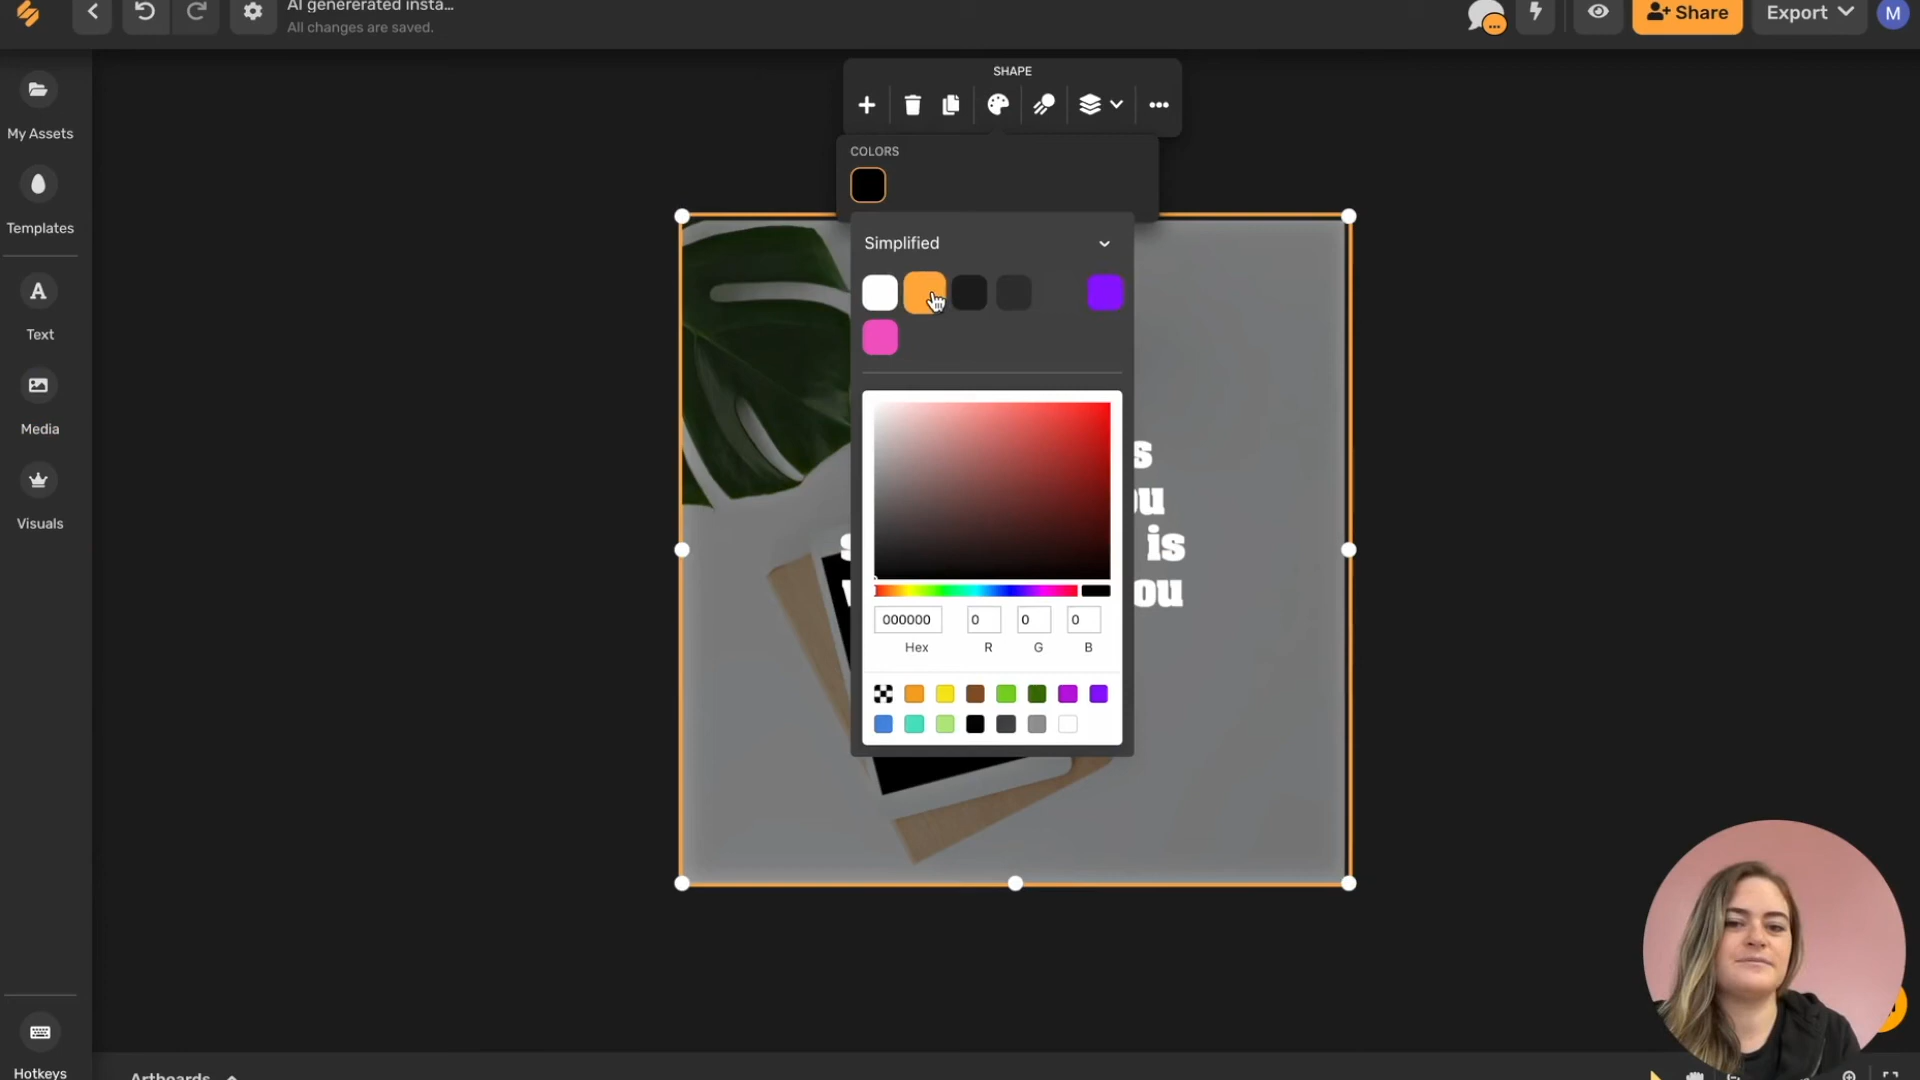 AI genererated insta...
All changes are saved.
Share
Export
M
My Assets
Templates
Text
Media
Visuals
Hotkeys
SHAPE
COLORS
Simplified
000000
0
0
0
Hex
R
G
B
is
Artboards